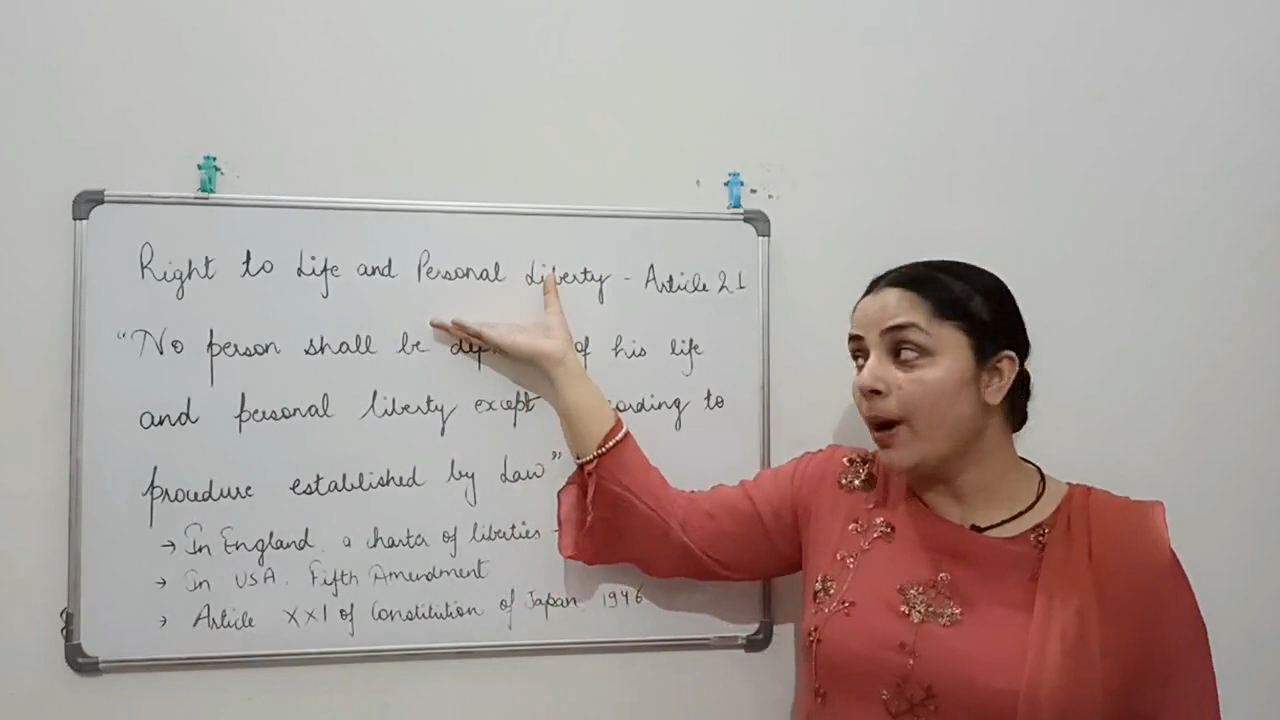 Right to Life and Personal Liberty - Article 21
"No person shall be of his life
and personal liberty except to
procedure established by Law"
→ In England, a charter of liberties -
→ In USA, Fifth Amendment
→ Article XXI of Constitution of Japan, 1946